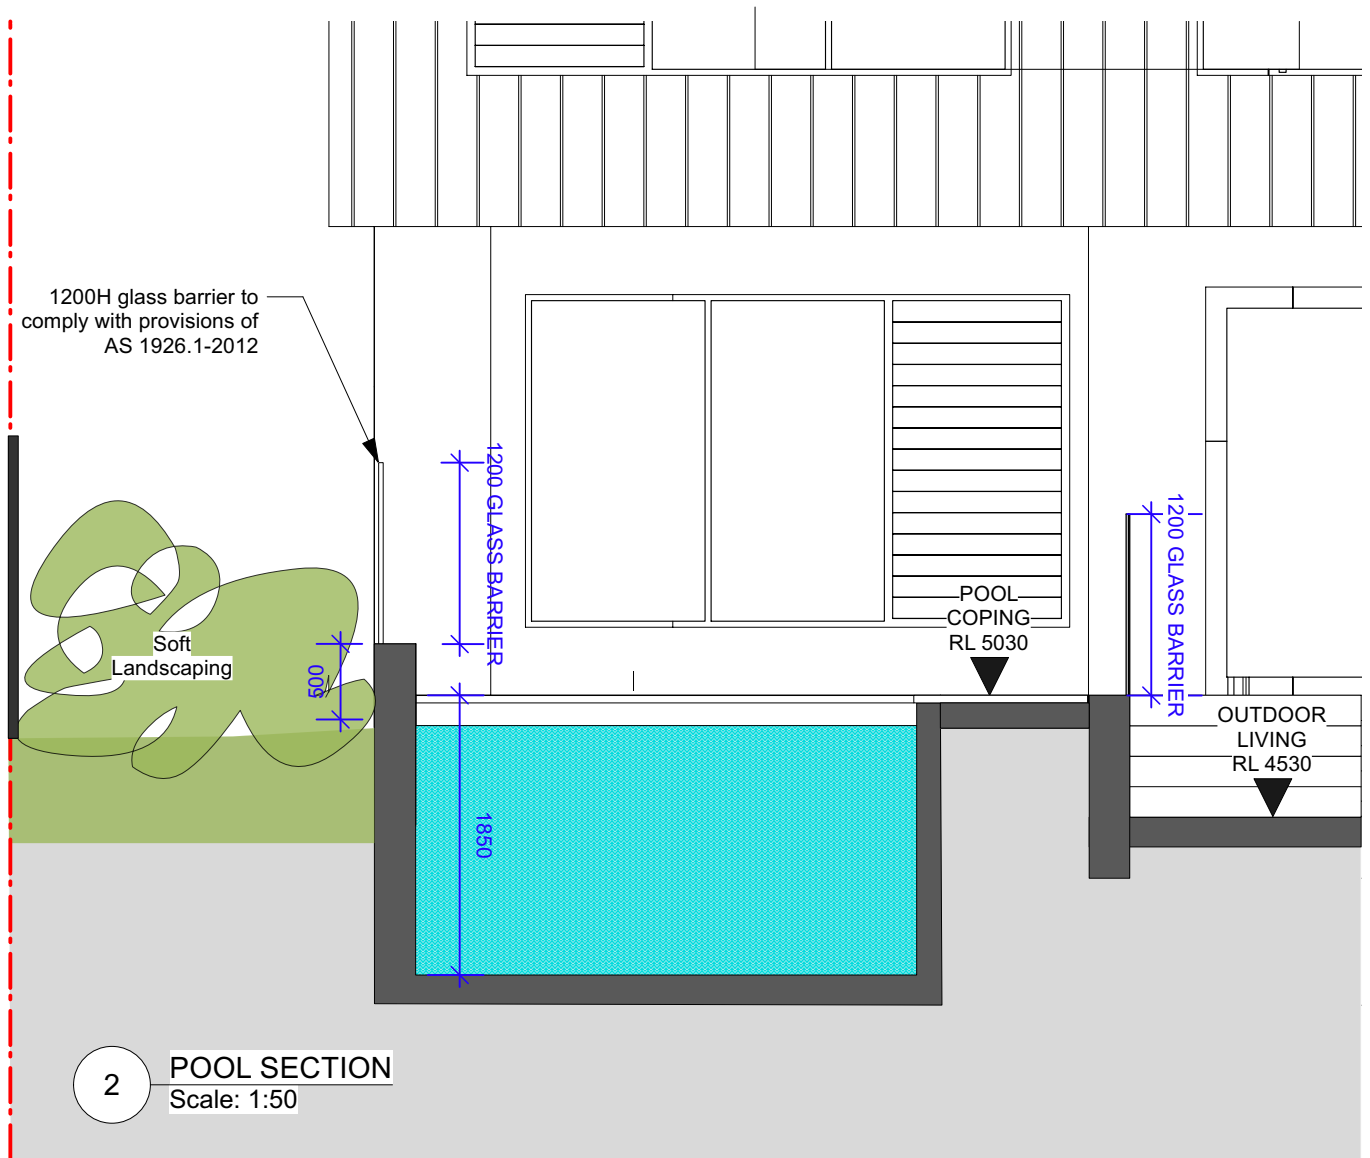 1200H glass barrier to
comply with provisions of
AS 1926.1-2012
1200 GLASS BARRIER
1200 GLASS BARRIER
POOL
COPING
RL 5030
Soft
Landscaping
500
OUTDOOR
LIVING
RL 4530
1850
2
POOL SECTION
Scale: 1:50